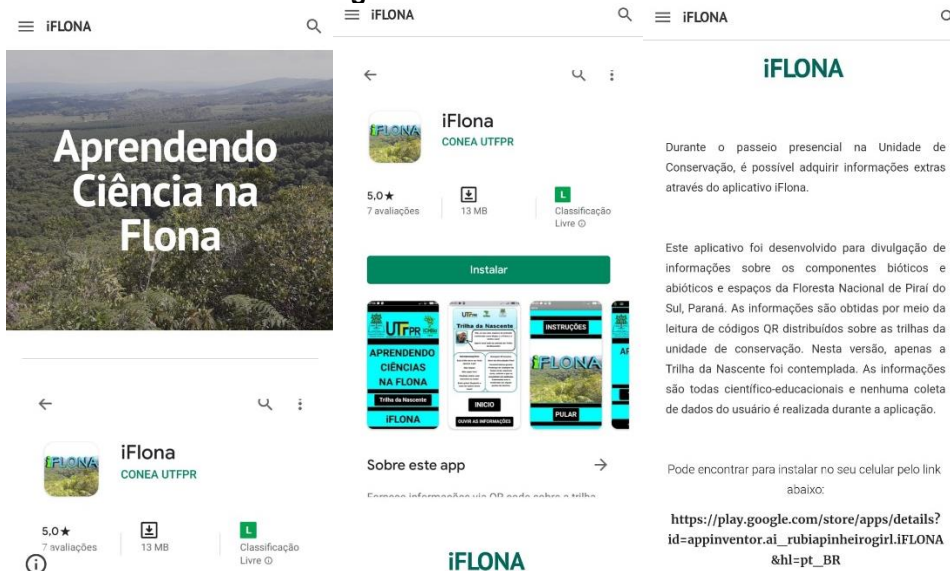 iFLONA
Aprendendo
Ciência na
Flona
iFlona
CONEA UTFPR
5,0★
7 avaliações
13 MB
L
Classificação
Livre
iFLONA
iFlona
CONEA UTFPR
5,0★
7 avaliações
13 MB
L
Classificação
Livre
Instalar
UTFPR
APRENDENDO
CIÊNCIAS
NA FLONA
Trilha da Nascente
iFLONA
UTFPR
Trilha da Nascente
INICIO
OUVIR AS INFORMAÇÕES
INSTRUÇÕES
iFLONA
PULAR
Sobre este app
iFLONA
iFLONA
iFLONA
Durante o passeio presencial na Unidade de
Conservação, é possível adquirir informações extras
através do aplicativo iFlona.
Este aplicativo foi desenvolvido para divulgação de
informações sobre os componentes bióticos e
abióticos e espaços da Floresta Nacional de Piraí do
Sul, Paraná. As informações são obtidas por meio da
leitura de códigos QR distribuídos sobre as trilhas da
unidade de conservação. Nesta versão, apenas a
Trilha da Nascente foi contemplada. As informações
são todas científico-educacionais e nenhuma coleta
de dados do usuário é realizada durante a aplicação.
Pode encontrar para instalar no seu celular pelo link
abaixo:
https://play.google.com/store/apps/details?
id=appinventor.ai_rubiapinheirogirl.iFLONA
&hl=pt_BR